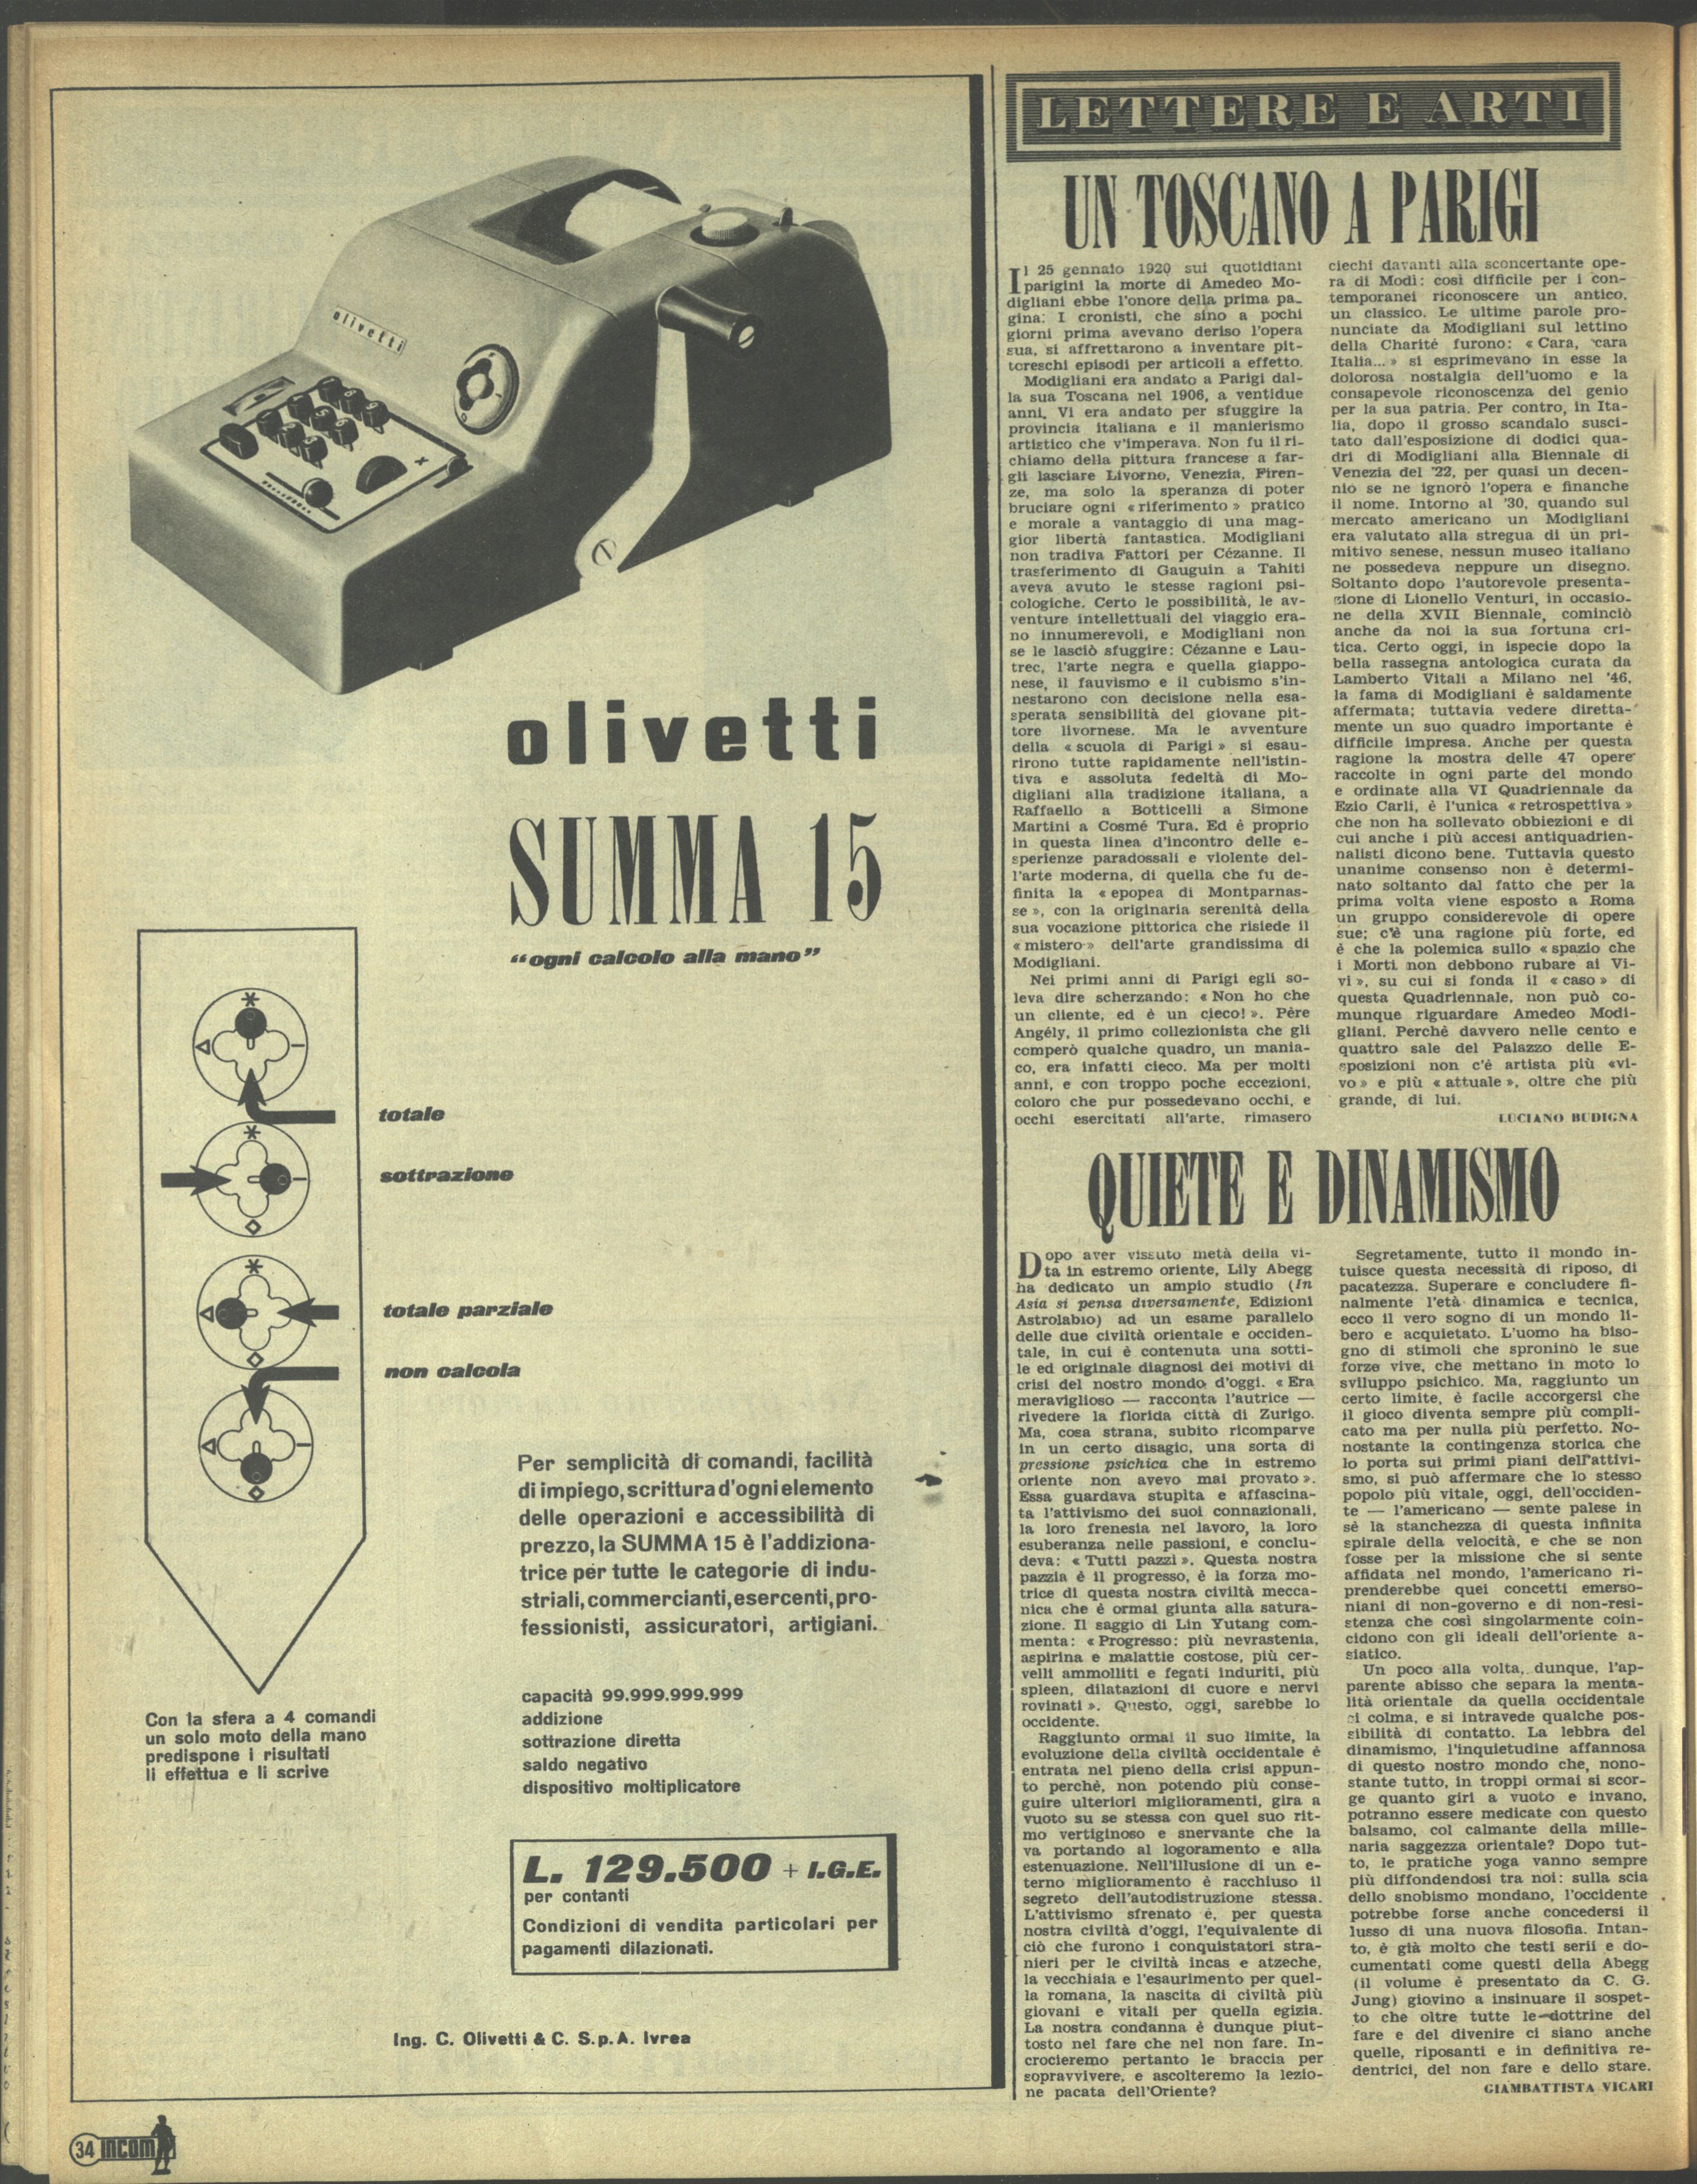 olivetti
olivetti
SUMMA 15
“ogni calcolo alla mano”
totale
sottrazione
totale parziale
non calcola
Con la sfera a 4 comandi
un solo moto della mano
predispone i risultati
li effettua e li scrive
Per semplicità di comandi, facilità
di impiego, scrittura d'ogni elemento
delle operazioni e accessibilità di
prezzo, la SUMMA 15 è l'addiziona-
trice per tutte le categorie di indu-
striali, commercianti, esercenti, pro-
fessionisti, assicuratori, artigiani.
capacità 99.999.999.999
addizione
sottrazione diretta
saldo negativo
dispositivo moltiplicatore
L. 129.500 + I.G.E.
per contanti
Condizioni di vendita particolari per
pagamenti dilazionati.
Ing. C. Olivetti & C. S.p.A. Ivrea
34 INCOM
LETTERE E ARTI
UN TOSCANO A PARIGI
Il 25 gennaio 1920 sui quotidiani
parigini la morte di Amedeo Mo-
digliani ebbe l'onore della prima pa-
gina: I cronisti, che sino a pochi
giorni prima avevano deriso l'opera
sua, si affrettarono a inventare pit-
toreschi episodi per articoli a effetto.
Modigliani era andato a Parigi dal-
la sua Toscana nel 1906, a ventidue
anni. Vi era andato per sfuggire la
provincia italiana e il manierismo
artistico che v'imperava. Non fu il ri-
chiamo della pittura francese a far-
gli lasciare Livorno, Venezia, Firen-
ze, ma solo la speranza di poter
bruciare ogni « riferimento » pratico
e morale a vantaggio di una mag-
gior libertà fantastica. Modigliani
non tradiva Fattori per Cézanne. Il
trasferimento di Gauguin a Tahiti
aveva avuto le stesse ragioni psi-
cologiche. Certo le possibilità, le av-
venture intellettuali del viaggio era-
no innumerevoli, e Modigliani non
se le lasciò sfuggire: Cézanne e Lau-
trec, l'arte negra e quella giappo-
nese, il fauvismo e il cubismo s'in-
nestarono con decisione nella esa-
sperata sensibilità del giovane pit-
tore livornese. Ma le avventure
della « scuola di Parigi » si esau-
rirono tutte rapidamente nell'istin-
tiva e assoluta fedeltà di Mo-
digliani alla tradizione italiana, a
Raffaello a Botticelli a Simone
Martini a Cosmé Tura. Ed è proprio
in questa linea d'incontro delle e-
sperienze paradossali e violente del-
l'arte moderna, di quella che fu de-
finita la « epopea di Montparnas-
se », con la originaria serenità della
sua vocazione pittorica che risiede il
« mistero » dell'arte grandissima di
Modigliani.
Nei primi anni di Parigi egli so-
leva dire scherzando: « Non ho che
un cliente, ed è un cieco! ». Père
Angély, il primo collezionista che gli
comperò qualche quadro, un mania-
co, era infatti cieco. Ma per molti
anni, e con troppo poche eccezioni,
coloro che pur possedevano occhi, e
occhi esercitati all'arte, rimasero
ciechi davanti alla sconcertante ope-
ra di Modì: così difficile per i con-
temporanei riconoscere un antico,
un classico. Le ultime parole pro-
nunciate da Modigliani sul lettino
della Charité furono: « Cara, cara
Italia... » si esprimevano in esse la
dolorosa nostalgia dell'uomo e la
consapevole riconoscenza del genio
per la sua patria. Per contro, in Ita-
lia, dopo il grosso scandalo susci-
tato dall'esposizione di dodici qua-
dri di Modigliani alla Biennale di
Venezia del '22, per quasi un decen-
nio se ne ignorò l'opera e finanche
il nome. Intorno al '30, quando sul
mercato americano un Modigliani
era valutato alla stregua di un pri-
mitivo senese, nessun museo italiano
ne possedeva neppure un disegno.
Soltanto dopo l'autorevole presenta-
zione di Lionello Venturi, in occasio-
ne della XVII Biennale, cominciò
anche da noi la sua fortuna cri-
tica. Certo oggi, in ispecie dopo la
bella rassegna antologica curata da
Lamberto Vitali a Milano nel '46,
la fama di Modigliani è saldamente
affermata; tuttavia vedere diretta-
mente un suo quadro importante è
difficile impresa. Anche per questa
ragione la mostra delle 47 opere
raccolte in ogni parte del mondo
e ordinate alla VI Quadriennale da
Ezio Carli, è l'unica « retrospettiva »
che non ha sollevato obbiezioni e di
cui anche i più accesi antiquadrien-
nalisti dicono bene. Tuttavia questo
unanime consenso non è determi-
nato soltanto dal fatto che per la
prima volta viene esposto a Roma
un gruppo considerevole di opere
sue; c'è una ragione più forte, ed
è che la polemica sullo « spazio che
i Morti non debbono rubare ai Vi-
vi », su cui si fonda il « caso » di
questa Quadriennale, non può co-
munque riguardare Amedeo Modi-
gliani. Perchè davvero nelle cento e
quattro sale del Palazzo delle E-
sposizioni non c'è artista più «vi-
vo» e più « attuale », oltre che più
grande, di lui.
LUCIANO BUDIGNA
QUIETE E DINAMISMO
Dopo aver vissuto metà della vi-
ta in estremo oriente, Lily Abegg
ha dedicato un ampio studio (In
Asia si pensa diversamente, Edizioni
Astrolabio) ad un esame parallelo
delle due civiltà orientale e occiden-
tale, in cui è contenuta una sotti-
le ed originale diagnosi dei motivi di
crisi del nostro mondo d'oggi. « Era
meraviglioso — racconta l'autrice —
rivedere la florida città di Zurigo.
Ma, cosa strana, subito ricomparve
in un certo disagio, una sorta di
pressione psichica che in estremo
oriente non avevo mai provato ».
Essa guardava stupita e affascina-
ta l'attivismo dei suoi connazionali,
la loro frenesia nel lavoro, la loro
esuberanza nelle passioni, e conclu-
deva: « Tutti pazzi ». Questa nostra
pazzia è il progresso, è la forza mo-
trice di questa nostra civiltà mecca-
nica che è ormai giunta alla satura-
zione. Il saggio di Lin Yutang com-
menta: « Progresso: più nevrastenia,
aspirina e malattie costose, più cer-
velli ammolliti e fegati induriti, più
spleen, dilatazioni di cuore e nervi
rovinati ». Questo, oggi, sarebbe lo
occidente.
Raggiunto ormai il suo limite, la
evoluzione della civiltà occidentale è
entrata nel pieno della crisi appun-
to perchè, non potendo più conse-
guire ulteriori miglioramenti, gira a
vuoto su se stessa con quel suo rit-
mo vertiginoso e snervante che la
va portando al logoramento e alla
estenuazione. Nell'illusione di un e-
terno miglioramento è racchiuso il
segreto dell'autodistruzione stessa.
L'attivismo sfrenato è, per questa
nostra civiltà d'oggi, l'equivalente di
ciò che furono i conquistatori stra-
nieri per le civiltà incas e atzeche,
la vecchiaia e l'esaurimento per quel-
la romana, la nascita di civiltà più
giovani e vitali per quella egizia.
La nostra condanna è dunque piut-
tosto nel fare che nel non fare. In-
crocieremo pertanto le braccia per
sopravvivere, e ascolteremo la lezio-
ne pacata dell'Oriente?
Segretamente, tutto il mondo in-
tuisce questa necessità di riposo, di
pacatezza. Superare e concludere fi-
nalmente l'età dinamica e tecnica,
ecco il vero sogno di un mondo li-
bero e acquietato. L'uomo ha biso-
gno di stimoli che spronino le sue
forze vive, che mettano in moto lo
sviluppo psichico. Ma, raggiunto un
certo limite, è facile accorgersi che
il gioco diventa sempre più compli-
cato ma per nulla più perfetto. No-
nostante la contingenza storica che
lo porta sui primi piani dell'attivi-
smo, si può affermare che lo stesso
popolo più vitale, oggi, dell'occiden-
te — l'americano — sente palese in
sè la stanchezza di questa infinita
spirale della velocità, e che se non
fosse per la missione che si sente
affidata nel mondo, l'americano ri-
prenderebbe quei concetti emerso-
niani di non-governo e di non-resi-
stenza che così singolarmente coin-
cidono con gli ideali dell'oriente a-
siatico.
Un poco alla volta, dunque, l'ap-
parente abisso che separa la menta-
lità orientale da quella occidentale
si colma, e si intravede qualche pos-
sibilità di contatto. La lebbra del
dinamismo, l'inquietudine affannosa
di questo nostro mondo che, nono-
stante tutto, in troppi ormai si scor-
ge quanto giri a vuoto e invano,
potranno essere medicate con questo
balsamo, col calmante della mille-
naria saggezza orientale? Dopo tut-
to, le pratiche yoga vanno sempre
più diffondendosi tra noi: sulla scia
dello snobismo mondano, l'occidente
potrebbe forse anche concedersi il
lusso di una nuova filosofia. Intan-
to, è già molto che testi serii e do-
cumentati come questi della Abegg
(il volume è presentato da C. G.
Jung) giovino a insinuare il sospet-
to che oltre tutte le dottrine del
fare e del divenire ci siano anche
quelle, riposanti e in definitiva re-
dentrici, del non fare e dello stare.
GIAMBATTISTA VICARI